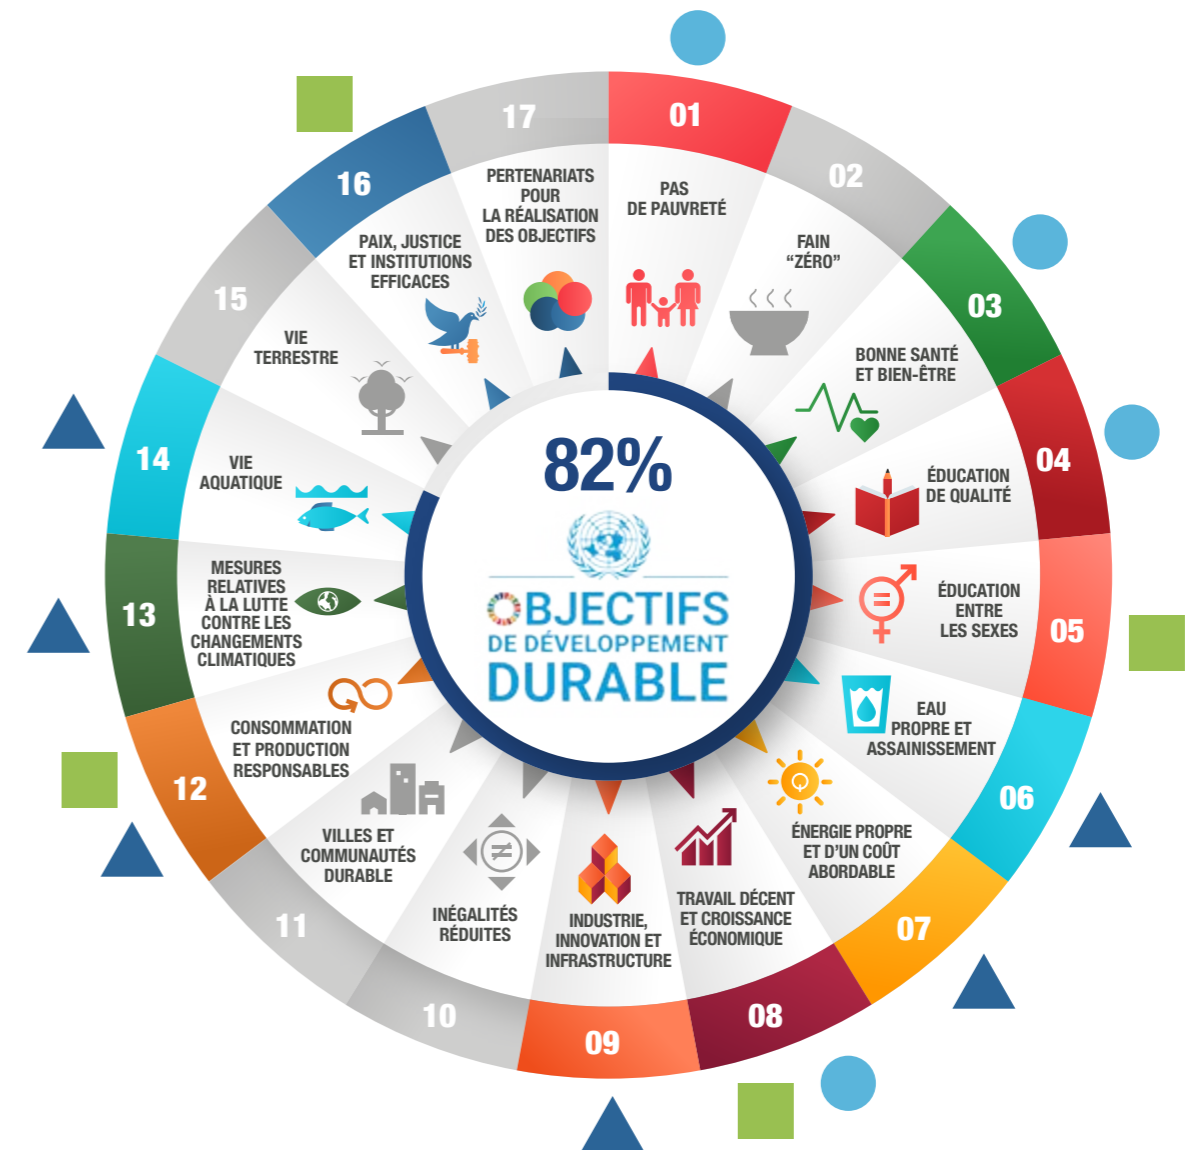 01
PAS
DE PAUVRETÉ
02
FAIN
“ZÉRO”
03
BONNE SANTÉ
ET BIEN-ÊTRE
04
ÉDUCATION
DE QUALITÉ
05
ÉDUCATION
ENTRE
LES SEXES
06
EAU
PROPRE ET
ASSAINISSEMENT
07
ÉNERGIE PROPRE
ET D'UN COÛT
ABORDABLE
08
TRAVAIL DÉCENT
ET CROISSANCE
ÉCONOMIQUE
09
INDUSTRIE,
INNOVATION ET
INFRASTRUCTURE
10
INÉGALITÉS
RÉDUITES
11
VILLES ET
COMMUNAUTÉS
DURABLE
12
CONSOMMATION
ET PRODUCTION
RESPONSABLES
13
MESURES
RELATIVES
À LA LUTTE
CONTRE LES
CHANGEMENTS
CLIMATIQUES
14
VIE
AQUATIQUE
15
VIE
TERRESTRE
16
PAIX, JUSTICE
ET INSTITUTIONS
EFFICACES
17
PERTENARIATS
POUR
LA RÉALISATION
DES OBJECTIFS
82%
OBJECTIFS
DE DÉVELOPPEMENT
DURABLE